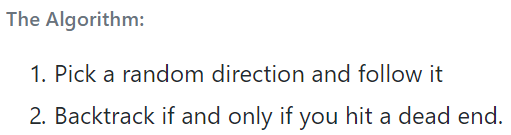 The Algorithm:
1. Pick a random direction and follow it
2. Backtrack if and only if you hit a dead end.